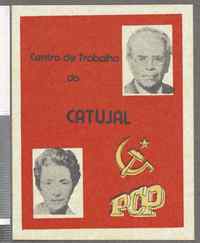 Centro de Trabalho
do
CATUJAL
PCP